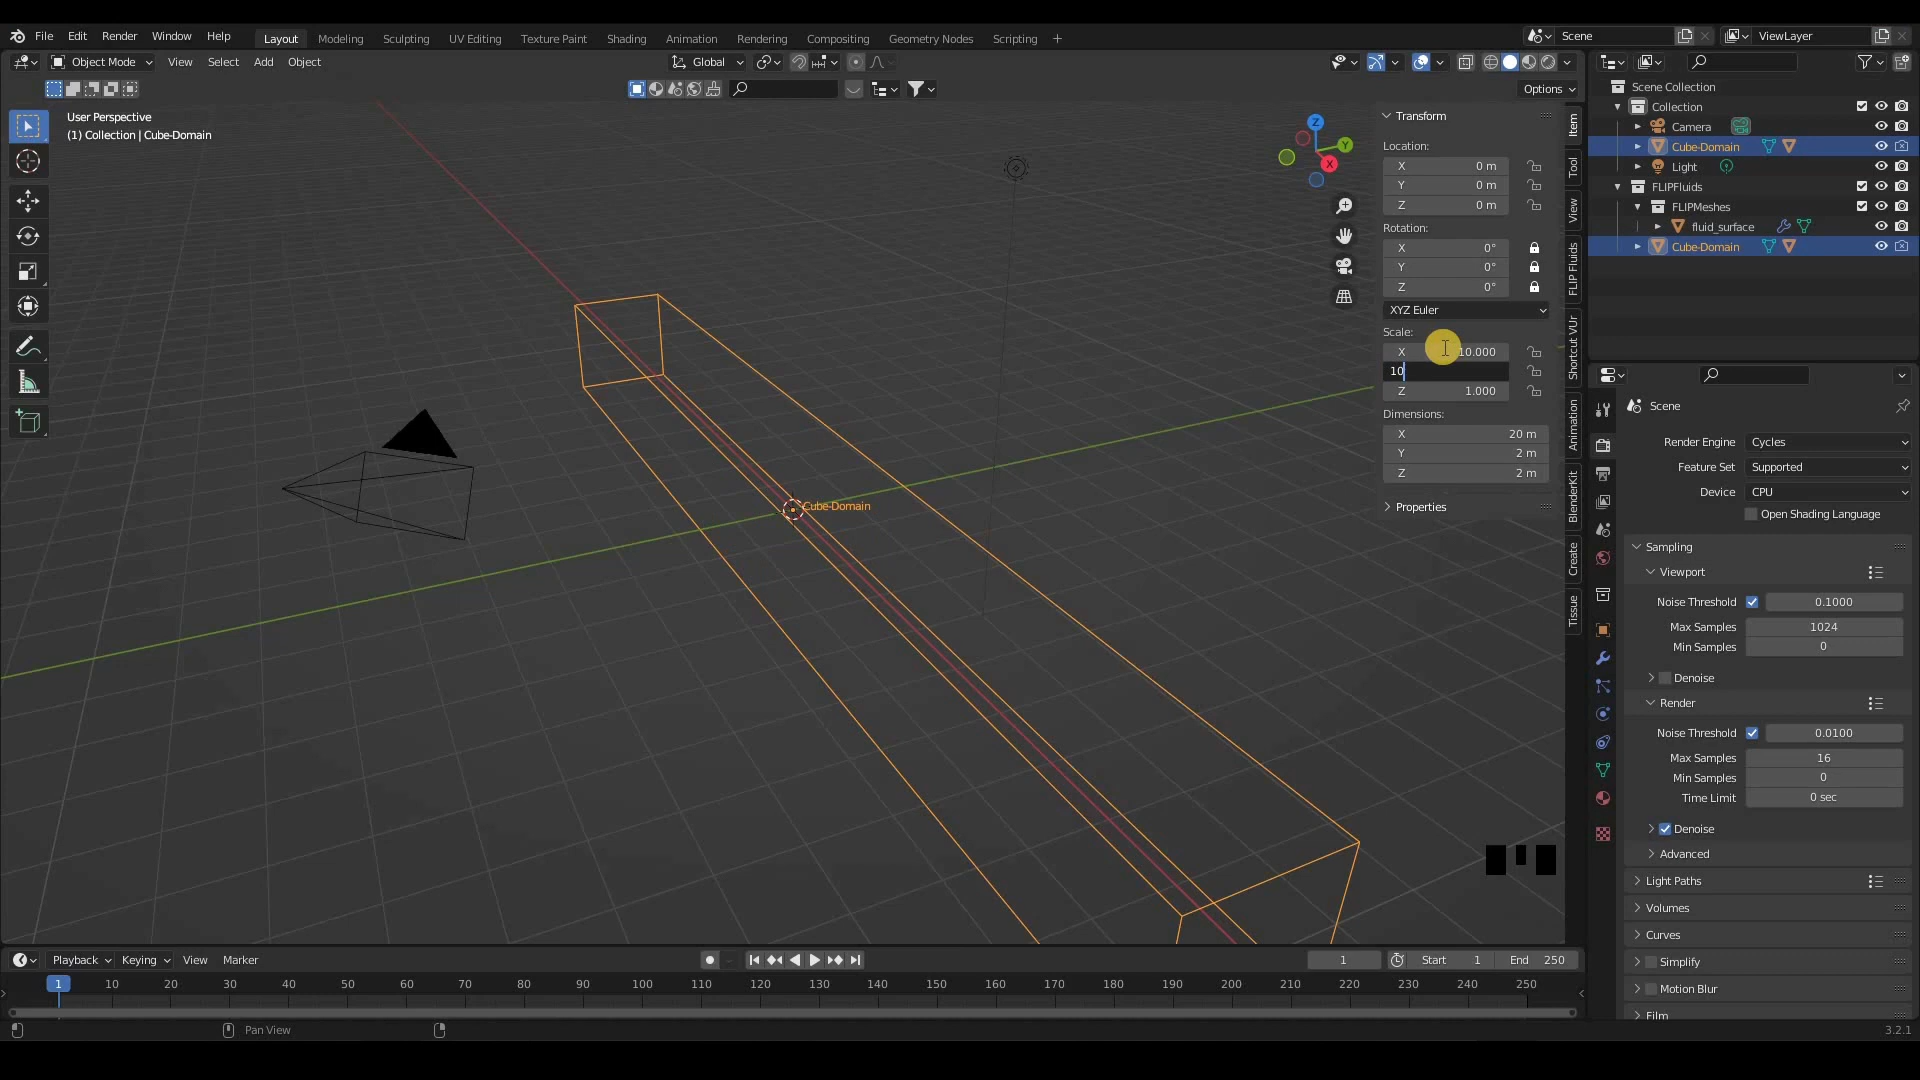 File Edit Render Window Help Layout Modeling Sculpting UV Editing Texture Paint Shading Animation Rendering Compositing Geometry Nodes Scripting + Scene ViewLayer
Object Mode View Select Add Object Global
Options
User Perspective
(1) Collection | Cube-Domain
Z
Y
X
Cube-Domain
Transform
Location:
X 0 m
Y 0 m
Z 0 m
Rotation:
X 0°
Y 0°
Z 0°
XYZ Euler
Scale:
X 10.000
10
Z 1.000
Dimensions:
X 20 m
Y 2 m
Z 2 m
Properties
Item
Tool
View
FLIP Fluids
Shortcut VUr
Animation
BlenderKit
Create
Tissue
Scene Collection
Collection
Camera
Cube-Domain
Light
FLIPFluids
FLIPMeshes
fluid_surface
Cube-Domain
Scene
Render Engine Cycles
Feature Set Supported
Device CPU
Open Shading Language
Sampling
Viewport
Noise Threshold 0.1000
Max Samples 1024
Min Samples 0
Denoise
Render
Noise Threshold 0.0100
Max Samples 16
Min Samples 0
Time Limit 0 sec
Denoise
Advanced
Light Paths
Volumes
Curves
Simplify
Motion Blur
Film
Playback Keying View Marker 1 Start 1 End 250
1 10 20 30 40 50 60 70 80 90 100 110 120 130 140 150 160 170 180 190 200 210 220 230 240 250
Pan View 3.2.1